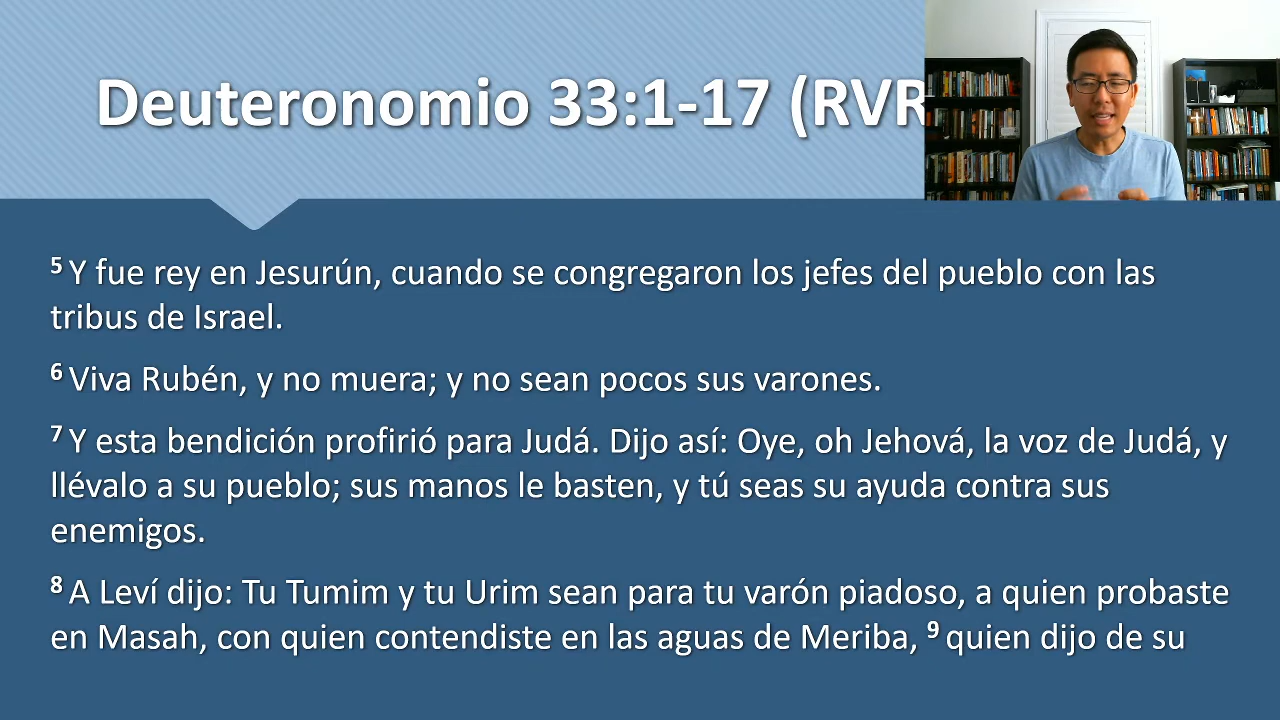 Deuteronomio 33:1-17 (RVR
5 Y fue rey en Jesurún, cuando se congregaron los jefes del pueblo con las
tribus de Israel.
6 Viva Rubén, y no muera; y no sean pocos sus varones.
7 Y esta bendición profirió para Judá. Dijo así: Oye, oh Jehová, la voz de Judá, y
llévalo a su pueblo; sus manos le basten, y tú seas su ayuda contra sus
enemigos.
8 A Leví dijo: Tu Tumim y tu Urim sean para tu varón piadoso, a quien probaste
en Masah, con quien contendiste en las aguas de Meriba, 9 quien dijo de su